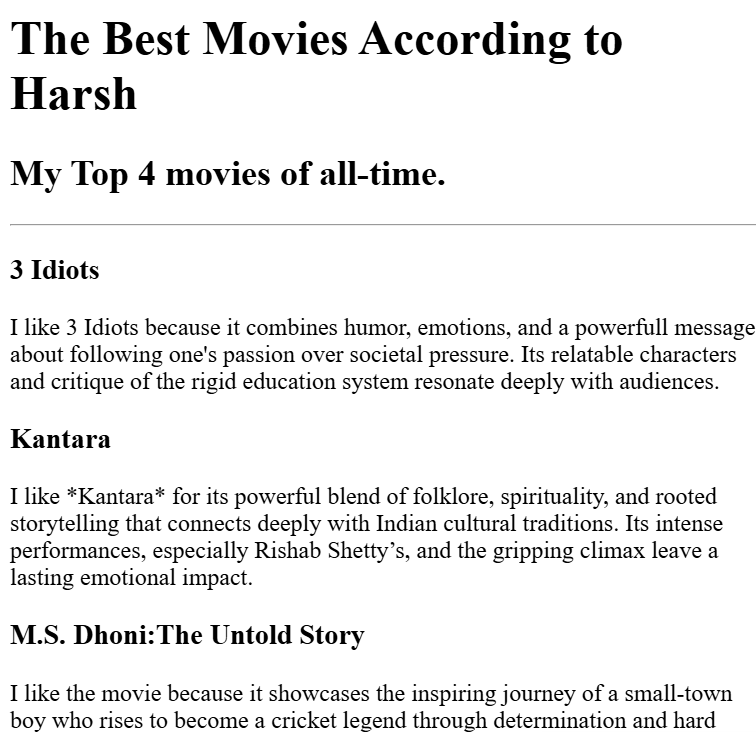 The Best Movies According to
Harsh
My Top 4 movies of all-time.
3 Idiots
I like 3 Idiots because it combines humor, emotions, and a powerfull message
about following one's passion over societal pressure. Its relatable characters
and critique of the rigid education system resonate deeply with audiences.
Kantara
I like *Kantara* for its powerful blend of folklore, spirituality, and rooted
storytelling that connects deeply with Indian cultural traditions. Its intense
performances, especially Rishab Shetty’s, and the gripping climax leave a
lasting emotional impact.
M.S. Dhoni:The Untold Story
I like the movie because it showcases the inspiring journey of a small-town
boy who rises to become a cricket legend through determination and hard